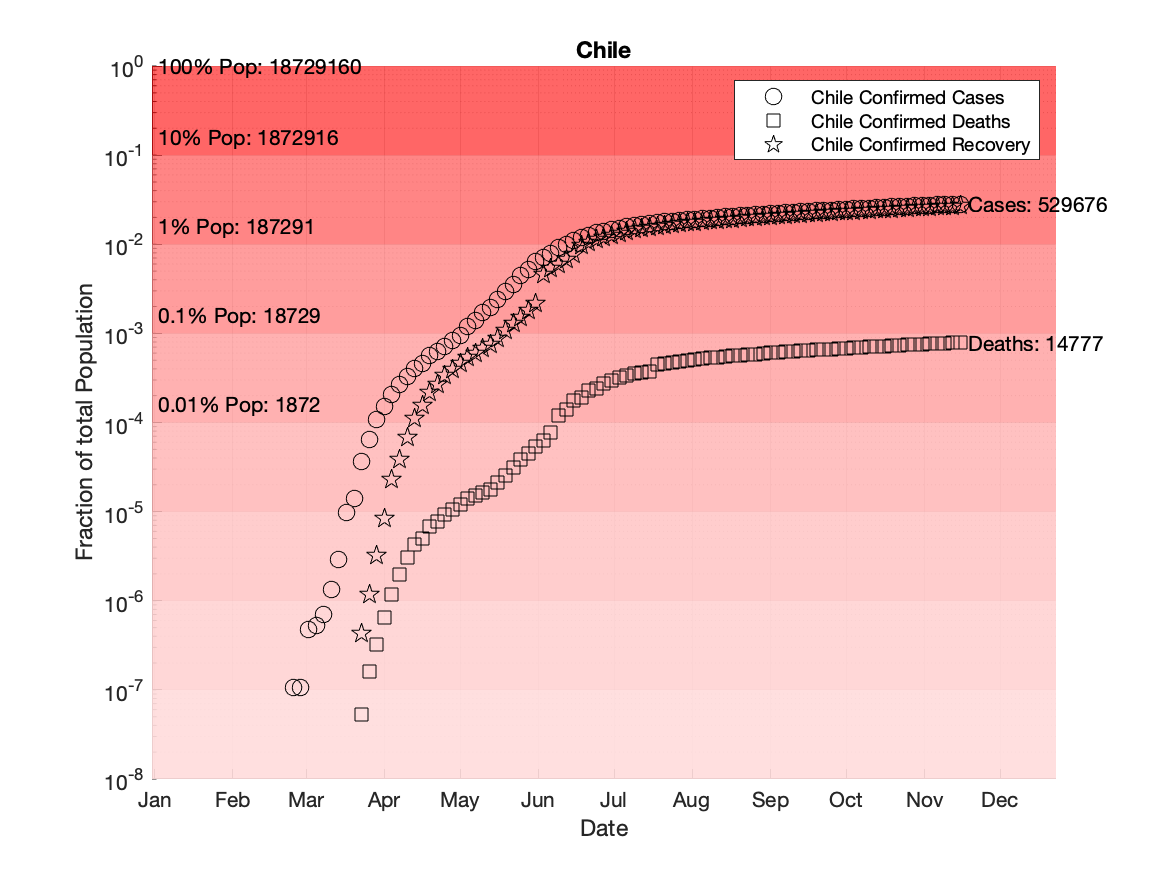 Chile
10^0
100% Pop: 18729160
Chile Confirmed Cases
Chile Confirmed Deaths
Chile Confirmed Recovery
10% Pop: 1872916
10^-1
Cases: 529676
1% Pop: 187291
10^-2
0.1% Pop: 18729
10^-3
Deaths: 14777
0.01% Pop: 1872
10^-4
10^-5
10^-6
10^-7
10^-8
Fraction of total Population
Jan Feb Mar Apr May Jun Jul Aug Sep Oct Nov Dec
Date